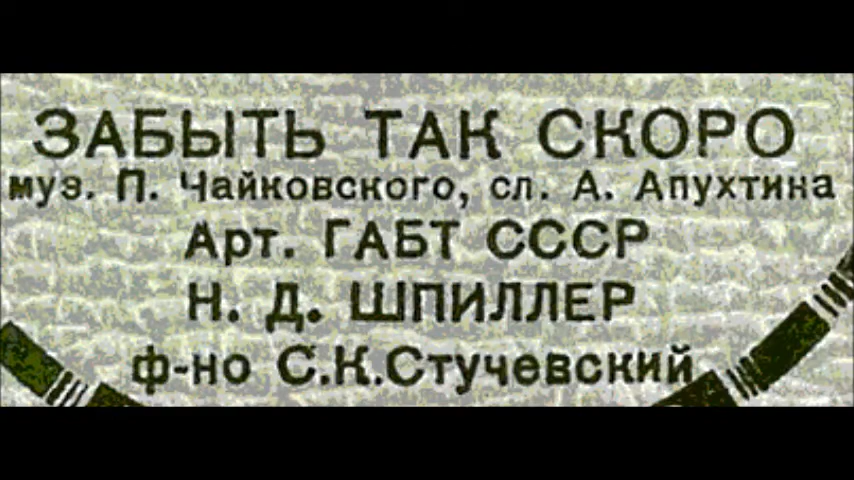 ЗАБЫТЬ ТАК СКОРО
муз. П. Чайковского, сл. А. Апухтина
Арт. ГАБТ СССР
Н. Д. ШПИЛЛЕР
ф-но С.К.Стучевский